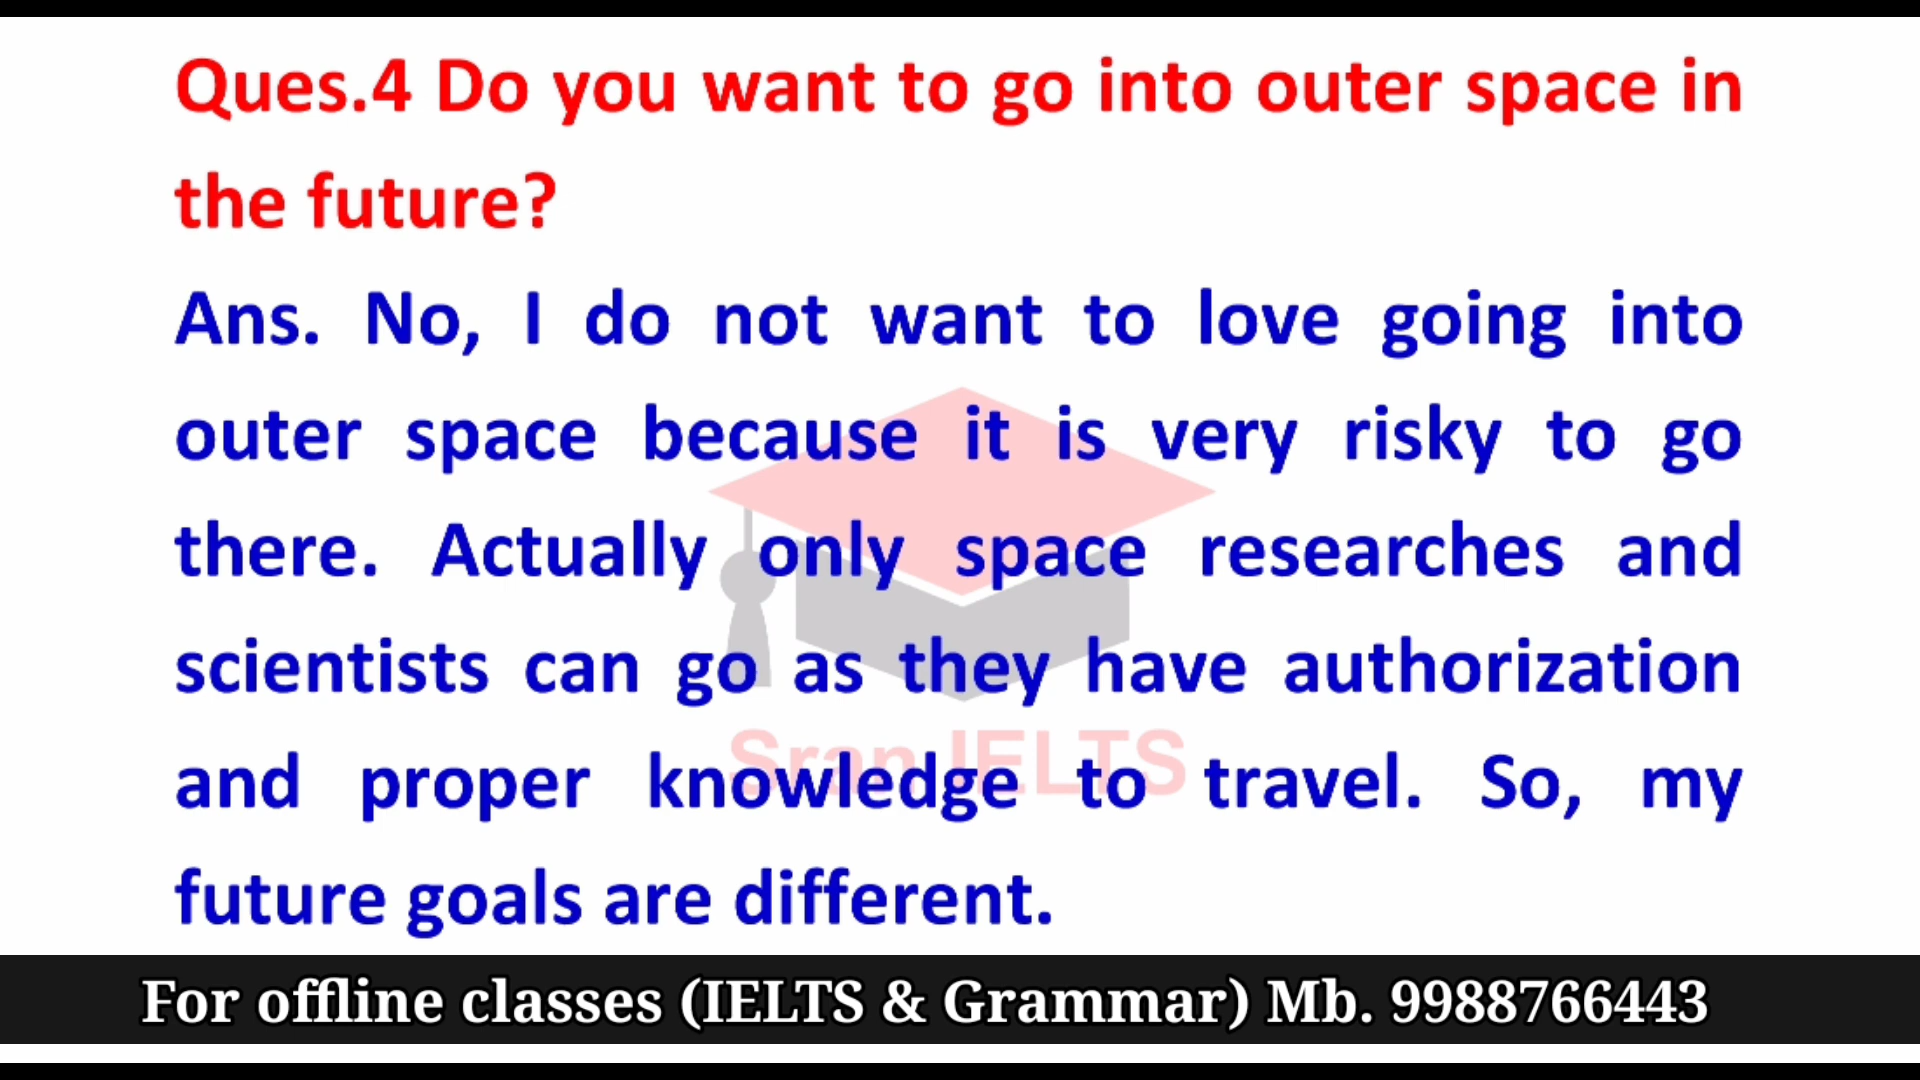 Ques.4 Do you want to go into outer space in
the future?
Ans. No, I do not want to love going into
outer space because it is very risky to go
there. Actually only space researches and
scientists can go as they have authorization
and proper knowledge to travel. So, my
future goals are different.
Sran IELTS
For offline classes (IELTS & Grammar) Mb. 9988766443